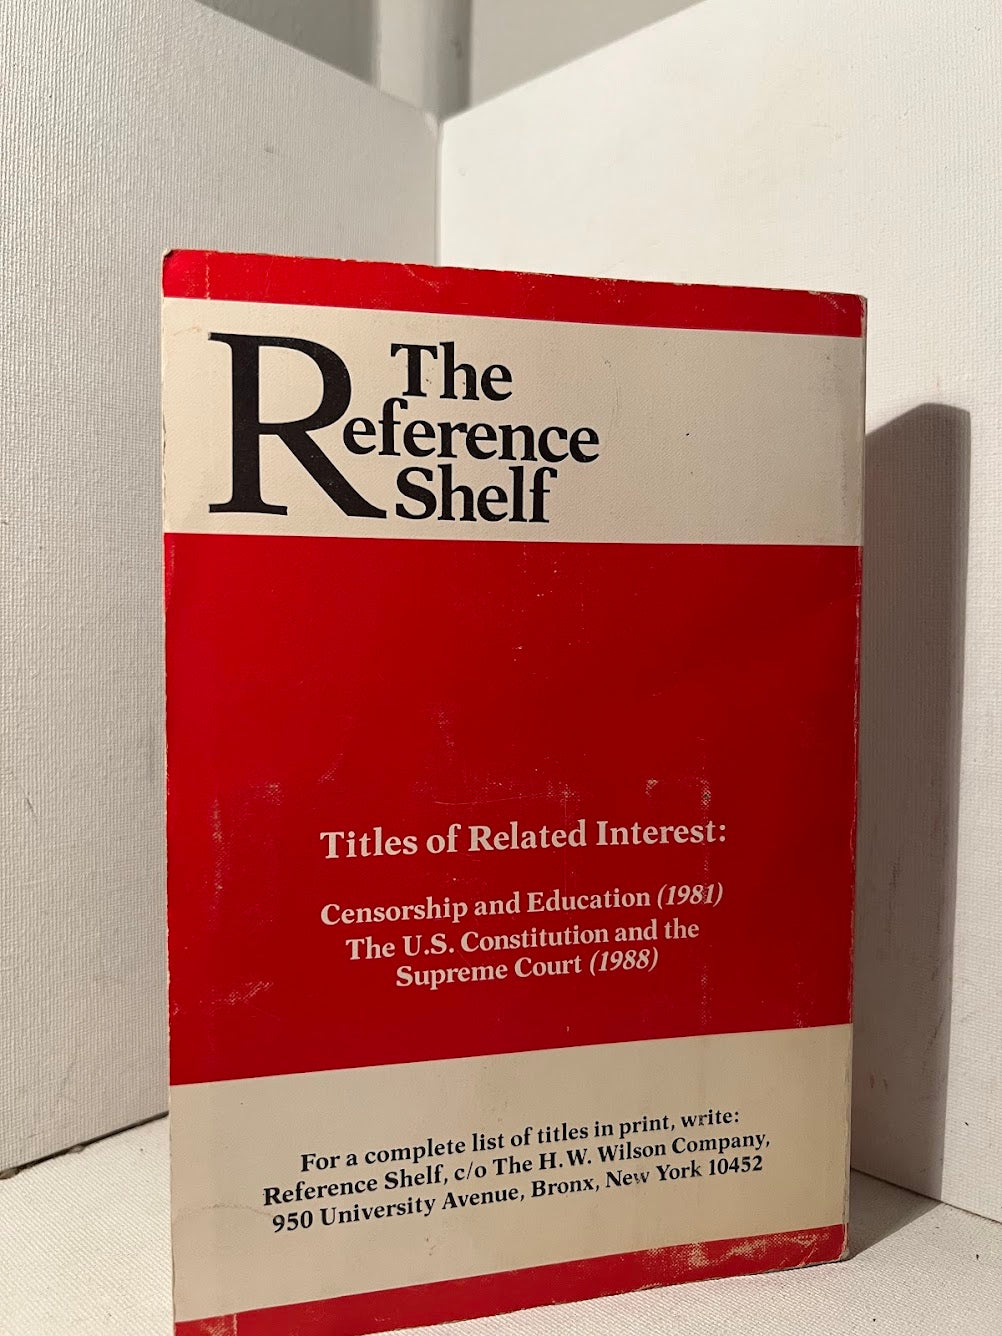 The
Reference
Shelf
Titles of Related Interest:
Censorship and Education (1981)
The U.S. Constitution and the
Supreme Court (1988)
For a complete list of titles in print, write:
Reference Shelf, c/o The H.W. Wilson Company,
950 University Avenue, Bronx, New York 10452